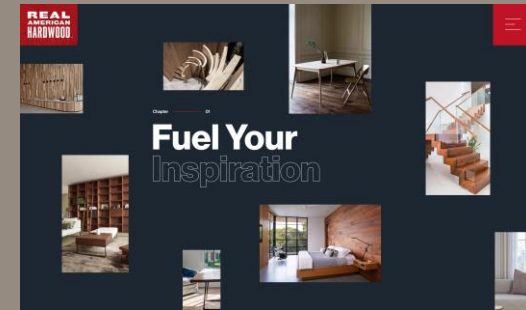 REAL
AMERICAN
HARDWOOD
Chapter 01
Fuel Your
Inspiration